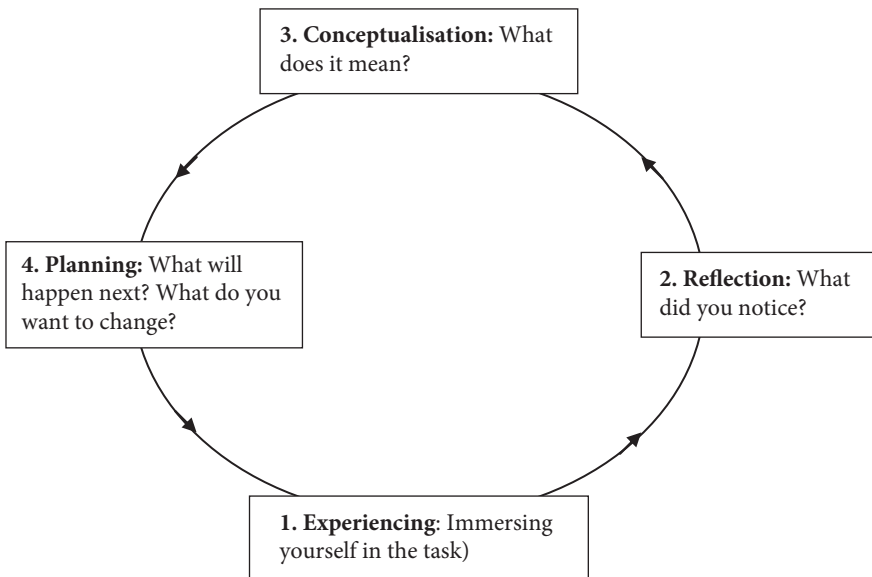 3. Conceptualisation: What
does it mean?
4. Planning: What will
happen next? What do you
want to change?
2. Reflection: What
did you notice?
1. Experiencing: Immersing
yourself in the task)